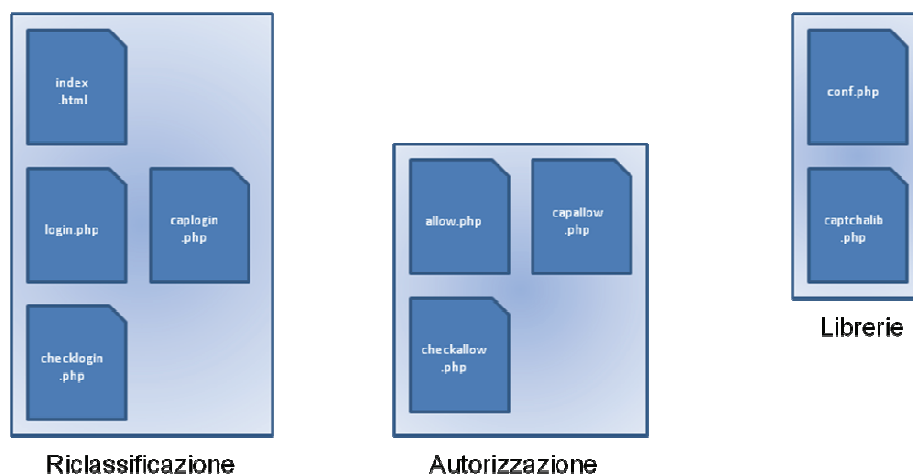 index
.html
login.php
caplogin
.php
checklogin
.php
Riclassificazione
allow.php
capallow
.php
checkallow
.php
Autorizzazione
conf.php
captchalib
.php
Librerie